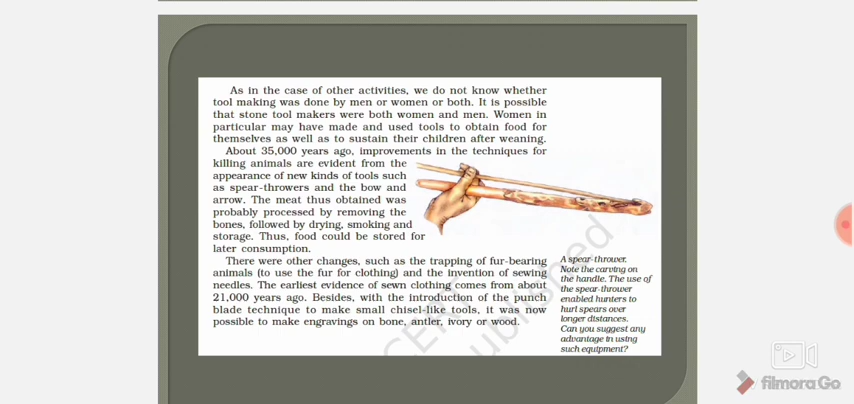 As in the case of other activities, we do not know whether
tool making was done by men or women or both. It is possible
that stone tool makers were both women and men. Women in
particular may have made and used tools to obtain food for
themselves as well as to sustain their children after weaning.
About 35,000 years ago, improvements in the techniques for
killing animals are evident from the
appearance of new kinds of tools such
as spear-throwers and the bow and
arrow. The meat thus obtained was
probably processed by removing the
bones, followed by drying, smoking and
storage. Thus, food could be stored for
later consumption.
There were other changes, such as the trapping of fur-bearing
animals (to use the fur for clothing) and the invention of sewing
needles. The earliest evidence of sewn clothing comes from about
21,000 years ago. Besides, with the introduction of the punch
blade technique to make small chisel-like tools, it was now
possible to make engravings on bone, antler, ivory or wood.
A spear-thrower.
Note the carving on
the handle. The use of
the spear-thrower
enabled hunters to
hurl spears over
longer distances.
Can you suggest any
advantage in using
such equipment?
CERT
ublished
filmoraGo